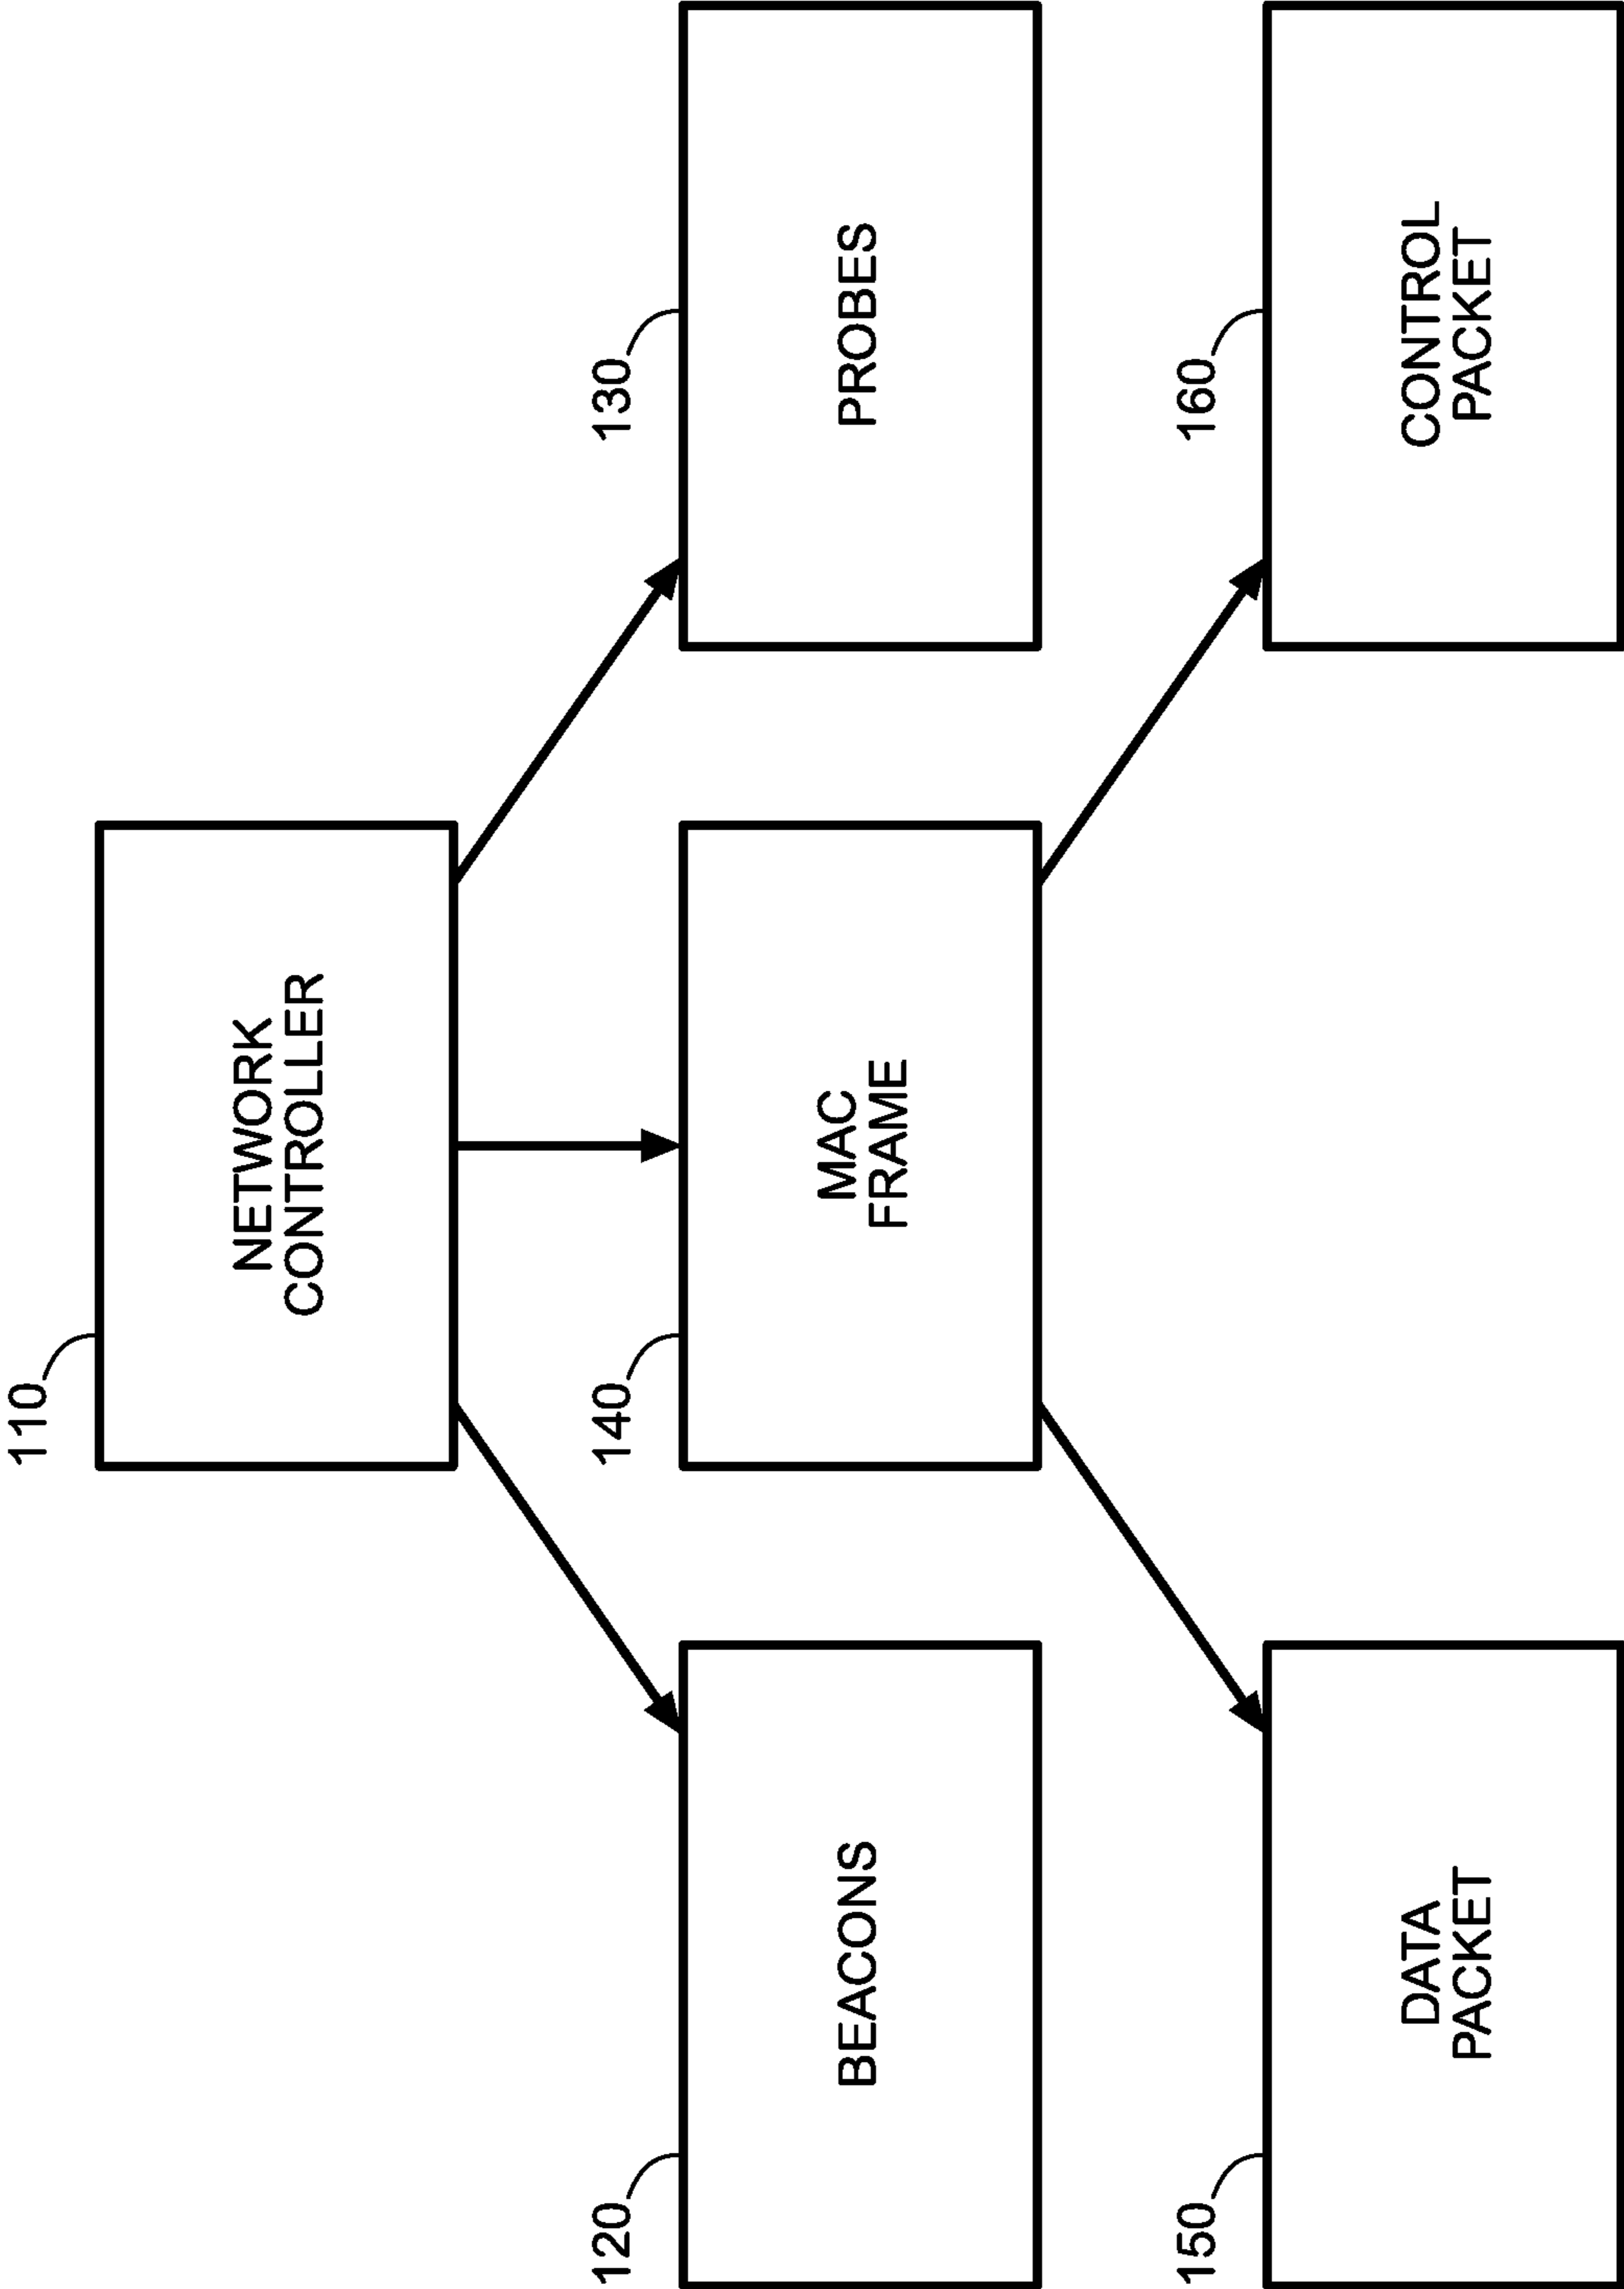 110
NETWORK
CONTROLLER
120
BEACONS
140
MAC
FRAME
130
PROBES
150
DATA
PACKET
160
CONTROL
PACKET